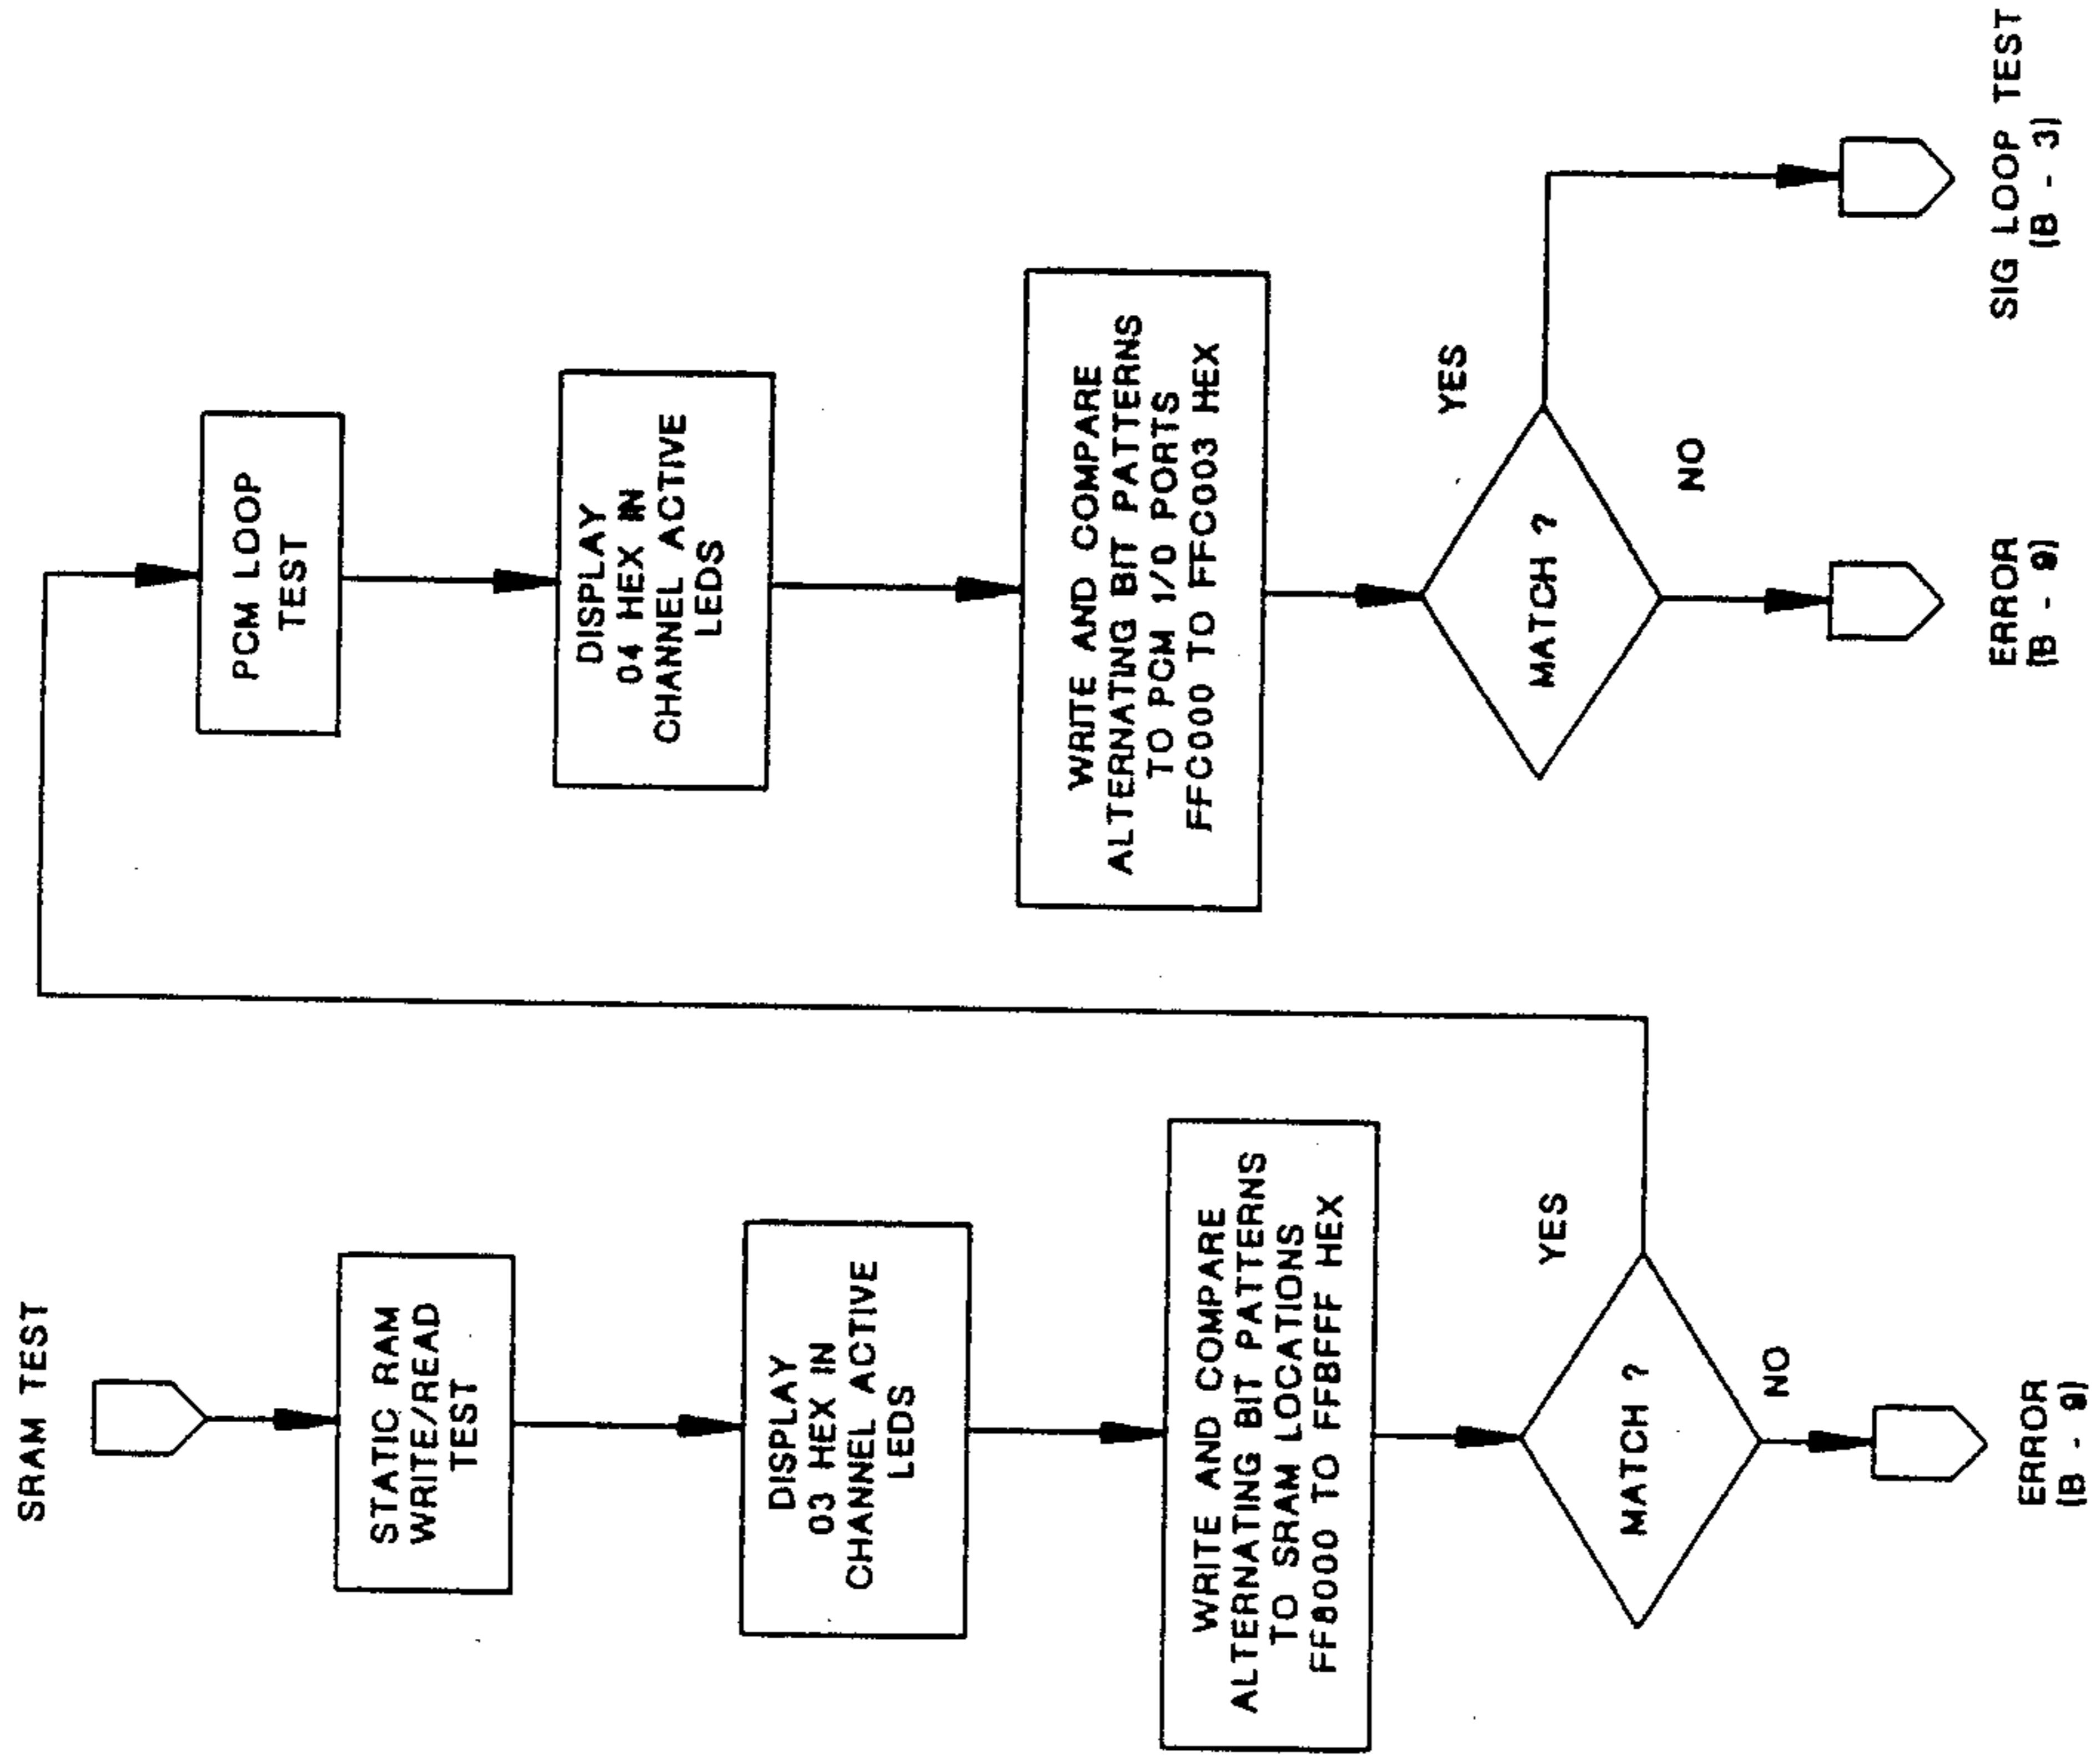 SRAM TEST
STATIC RAM
WRITE/READ
TEST
DISPLAY
03 HEX IN
CHANNEL ACTIVE
LEDS
WRITE AND COMPARE
ALTERNATING BIT PATTERNS
TO SRAM LOCATIONS
FF8000 TO FFBFFF HEX
MATCH ?
YES
NO
ERROR
(B - 9)
PCM LOOP
TEST
DISPLAY
04 HEX IN
CHANNEL ACTIVE
LEDS
WRITE AND COMPARE
ALTERNATING BIT PATTERNS
TO PCM 1/0 PORTS
FFC000 TO FFC003 HEX
MATCH ?
YES
NO
ERROR
(B - 9)
SIG LOOP TEST
(B - 3)